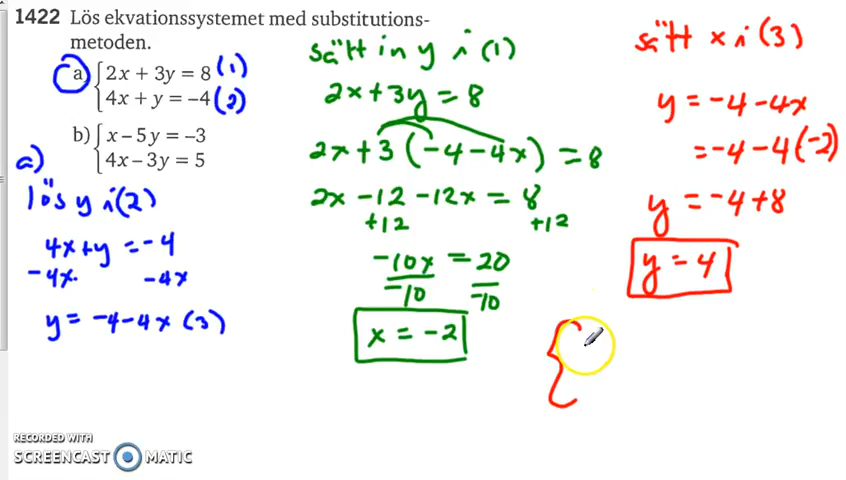 1422 Lös ekvationssystemet med substitutions-
metoden.
a) 2x + 3y = 8 (1)
4x + y = –4 (2)
b) x – 5y = –3
4x – 3y = 5
a)
lös y i (2)
4x + y = -4
-4x -4x
y = -4 - 4x (3)
sätt in y i (1)
2x + 3y = 8
2x + 3 (-4 - 4x) = 8
2x - 12 - 12x = 8
+12 +12
-10x = 20
-10 -10
x = -2
sätt x i (3)
y = -4 - 4x
= -4 - 4(-2)
y = -4 + 8
y = 4
{
RECORDED WITH
SCREENCAST MATIC